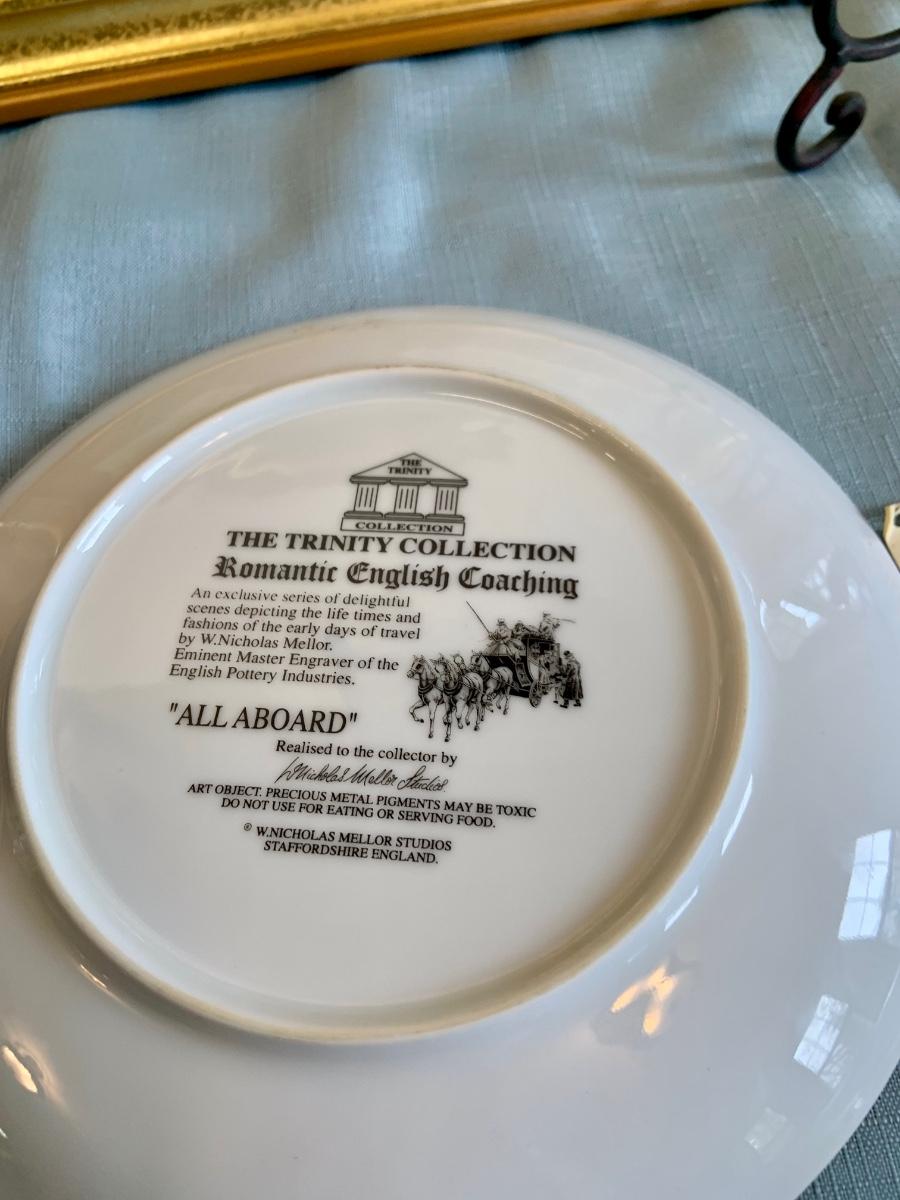 THE
TRINITY
COLLECTION
THE TRINITY COLLECTION
Romantic English Coaching
An exclusive series of delightful
scenes depicting the life times and
fashions of the early days of travel
by W.Nicholas Mellor.
Eminent Master Engraver of the
English Pottery Industries.
"ALL ABOARD"
Realised to the collector by
WNicholas Mellor Studios
ART OBJECT. PRECIOUS METAL PIGMENTS MAY BE TOXIC
DO NOT USE FOR EATING OR SERVING FOOD.
® W.NICHOLAS MELLOR STUDIOS
STAFFORDSHIRE ENGLAND.